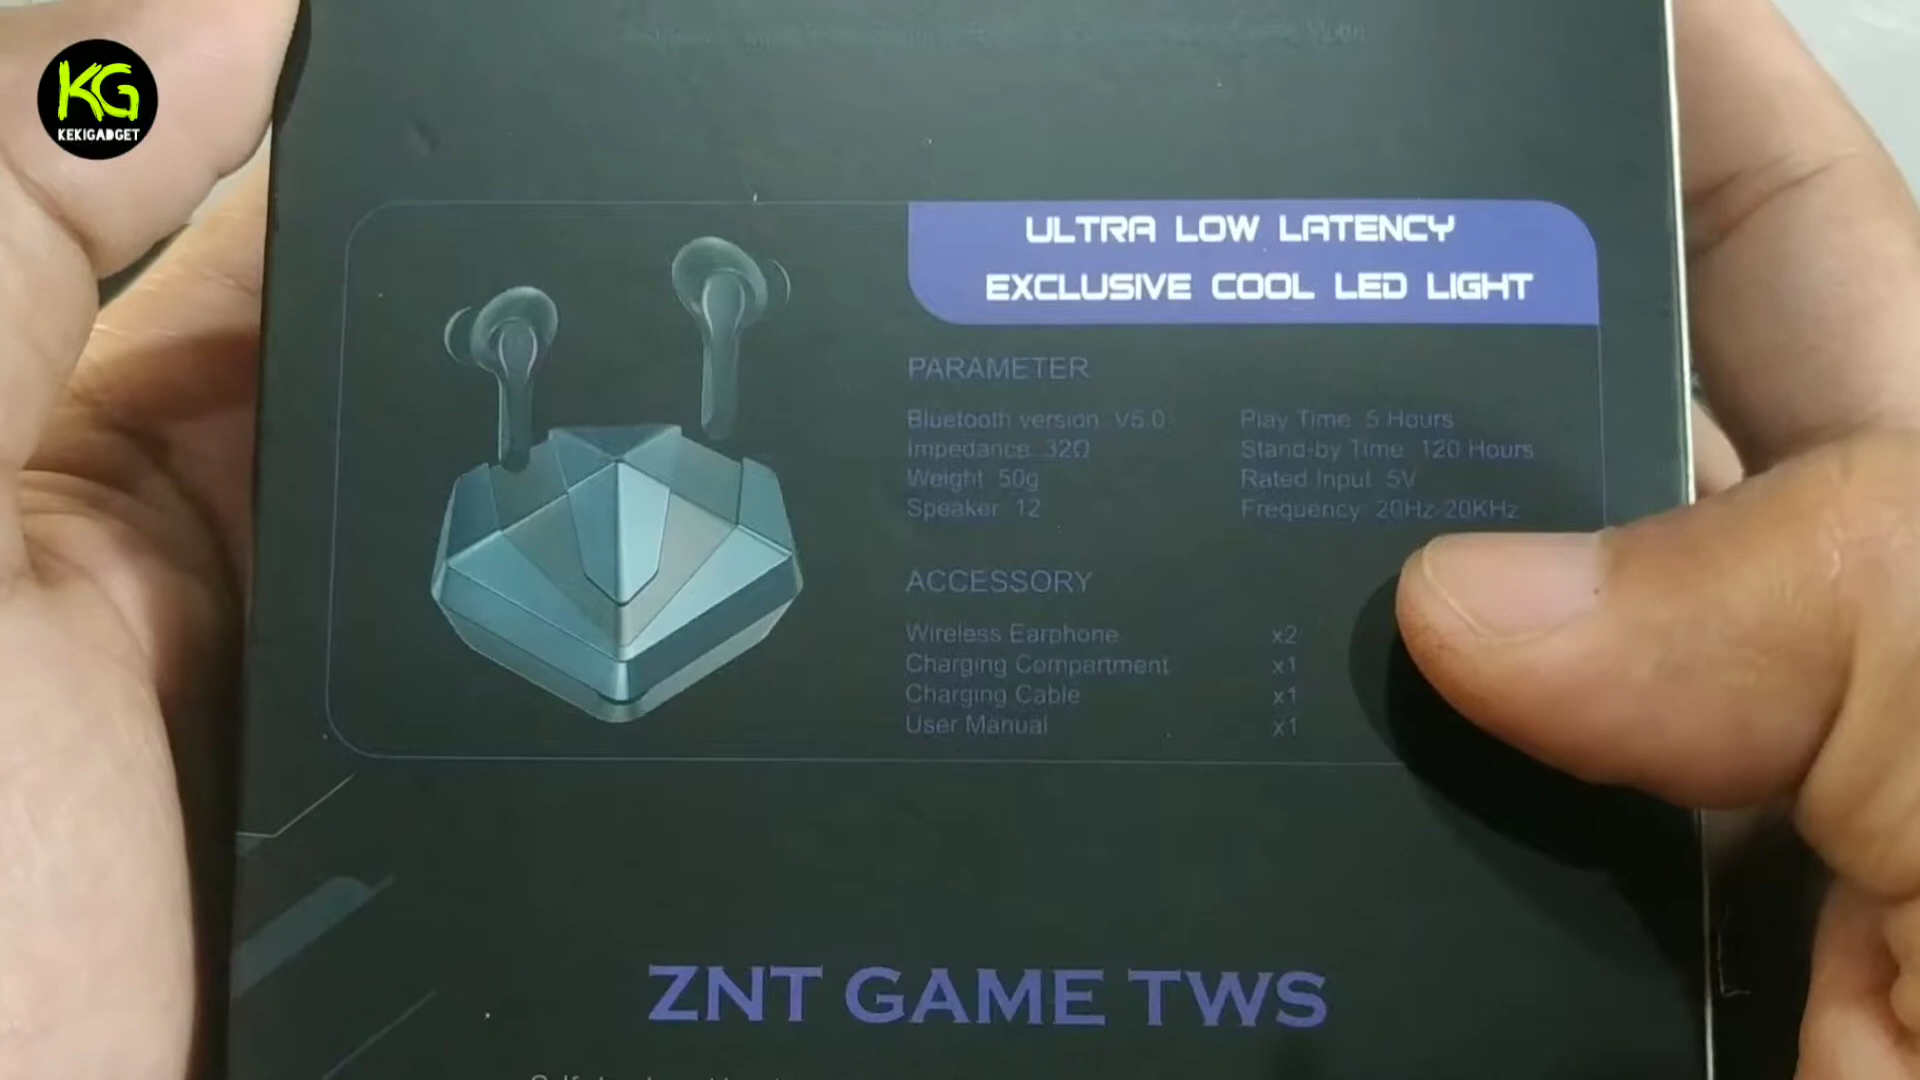 KG
KEKIGADGET
ULTRA LOW LATENCY
EXCLUSIVE COOL LED LIGHT
PARAMETER
Bluetooth version: V5.0
Impedance: 32Ω
Weight: 50g
Speaker: 12
Play Time: 5 Hours
Stand-by Time: 120 Hours
Rated Input: 5V
Frequency: 20Hz-20KHz
ACCESSORY
Wireless Earphone x2
Charging Compartment x1
Charging Cable x1
User Manual x1
ZNT GAME TWS